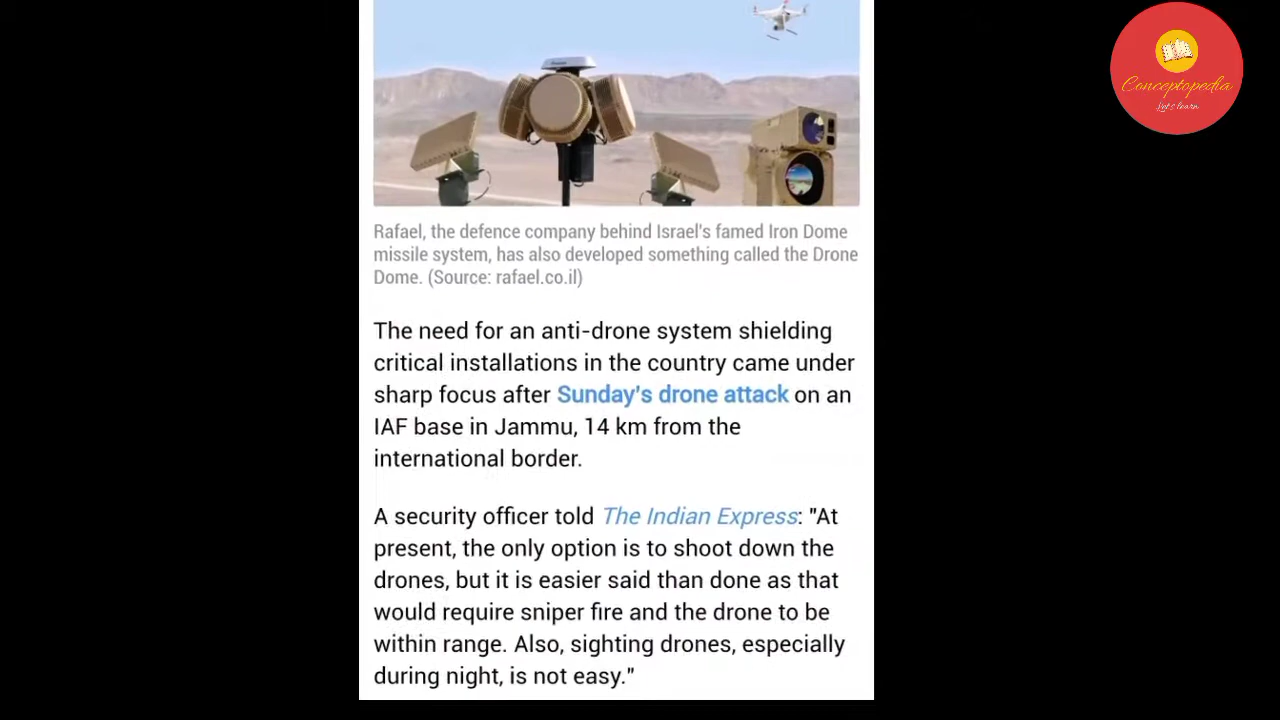 Conceptopedia
Let's learn
Rafael, the defence company behind Israel's famed Iron Dome
missile system, has also developed something called the Drone
Dome. (Source: rafael.co.il)
The need for an anti-drone system shielding
critical installations in the country came under
sharp focus after Sunday's drone attack on an
IAF base in Jammu, 14 km from the
international border.
A security officer told The Indian Express: "At
present, the only option is to shoot down the
drones, but it is easier said than done as that
would require sniper fire and the drone to be
within range. Also, sighting drones, especially
during night, is not easy."